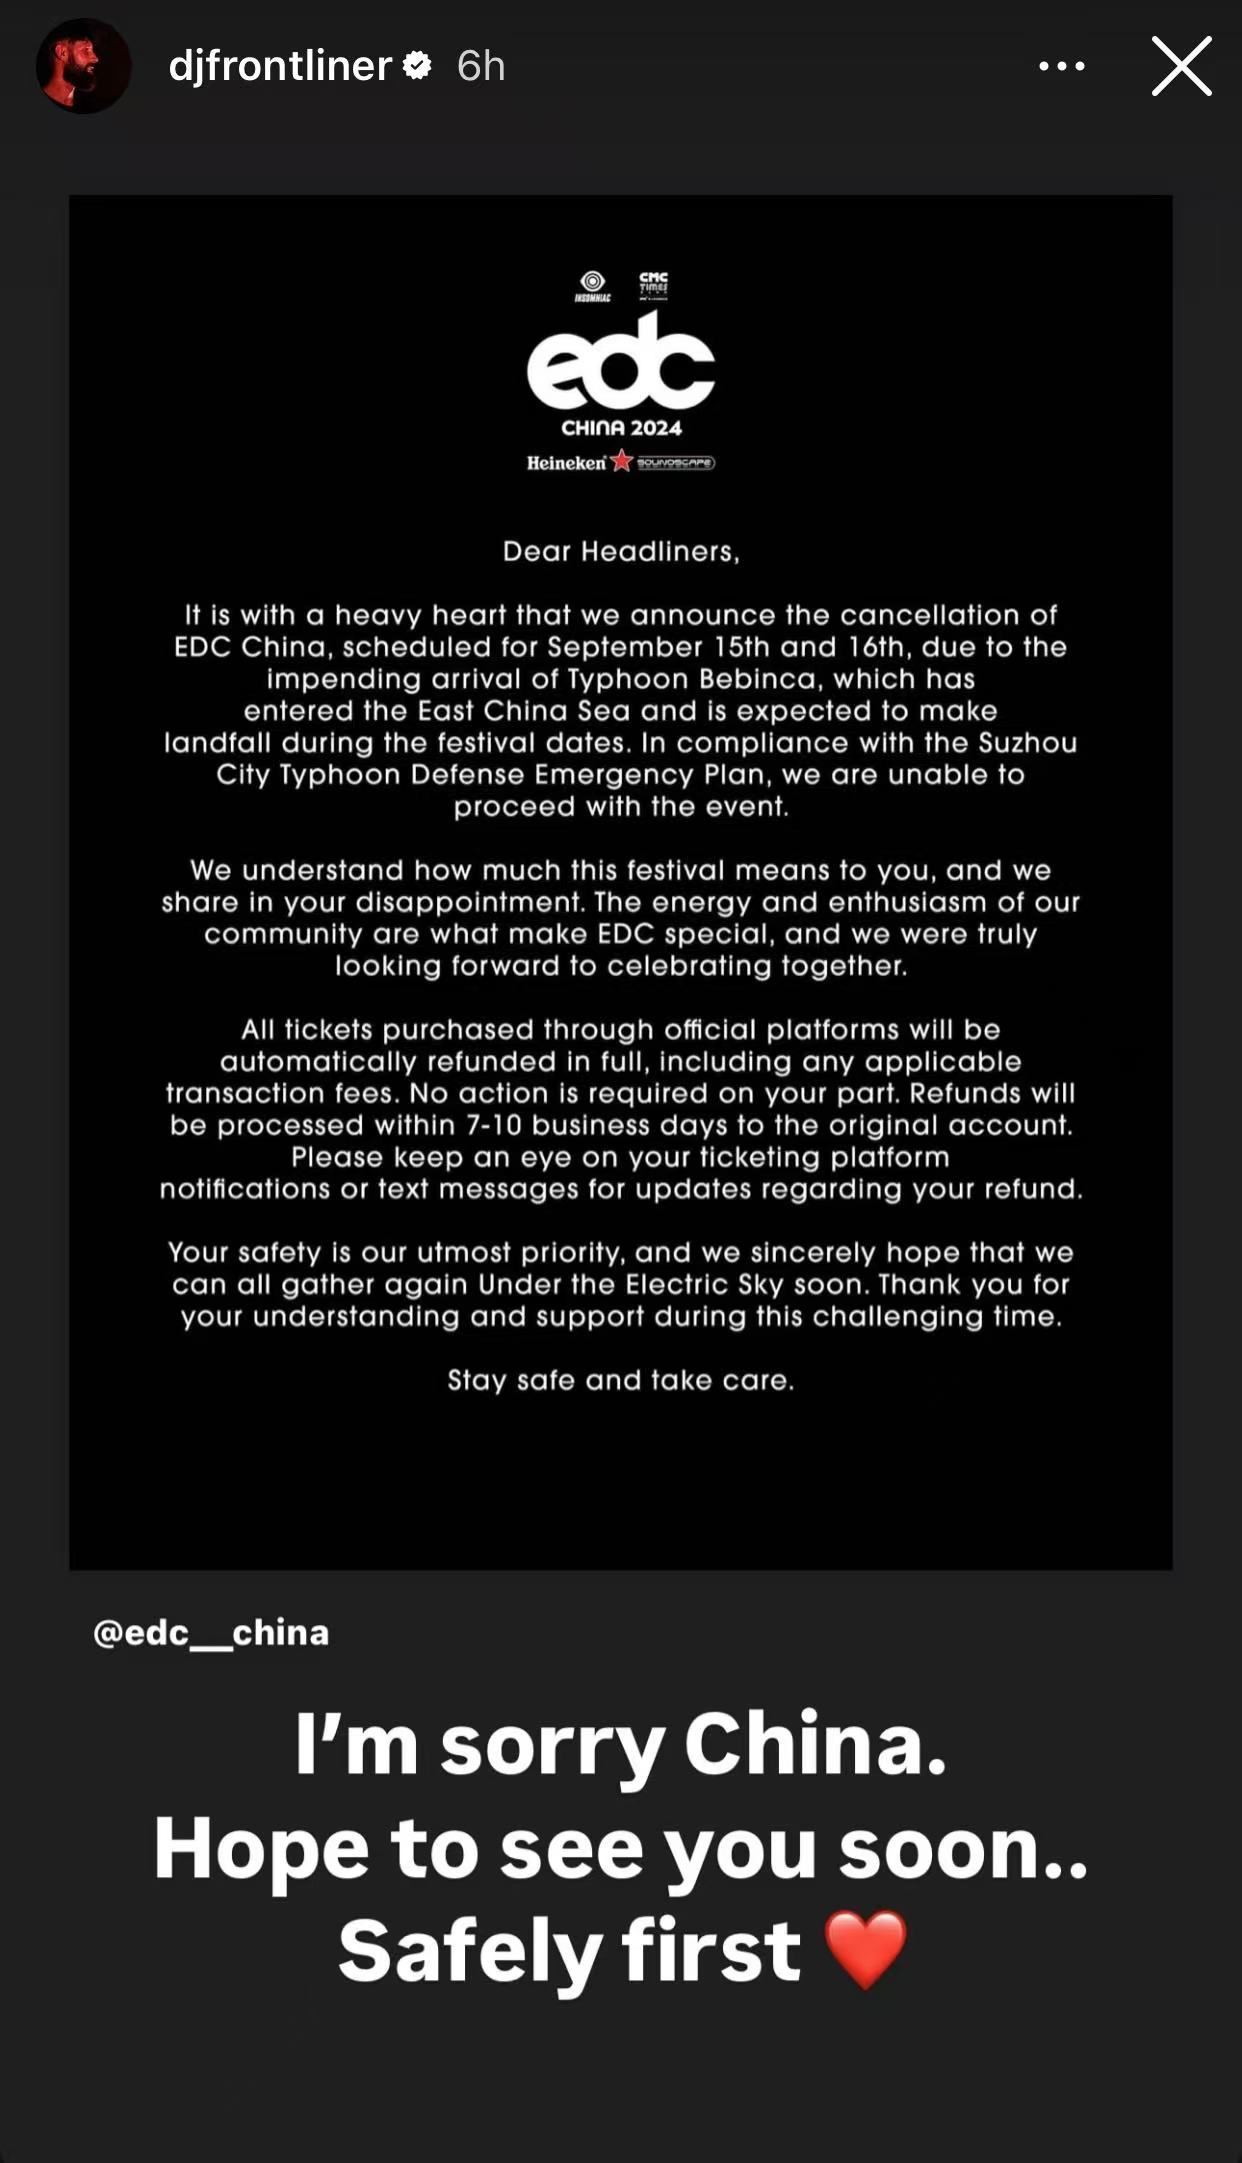 djfrontliner 6h
INSOMNIAC
CMC
TIMES
edc
CHINA 2024
Heineken SOUNDSCAPE
Dear Headliners,
It is with a heavy heart that we announce the cancellation of
EDC China, scheduled for September 15th and 16th, due to the
impending arrival of Typhoon Bebinca, which has
entered the East China Sea and is expected to make
landfall during the festival dates. In compliance with the Suzhou
City Typhoon Defense Emergency Plan, we are unable to
proceed with the event.
We understand how much this festival means to you, and we
share in your disappointment. The energy and enthusiasm of our
community are what make EDC special, and we were truly
looking forward to celebrating together.
All tickets purchased through official platforms will be
automatically refunded in full, including any applicable
transaction fees. No action is required on your part. Refunds will
be processed within 7-10 business days to the original account.
Please keep an eye on your ticketing platform
notifications or text messages for updates regarding your refund.
Your safety is our utmost priority, and we sincerely hope that we
can all gather again Under the Electric Sky soon. Thank you for
your understanding and support during this challenging time.
Stay safe and take care.
@edc__china
I'm sorry China.
Hope to see you soon..
Safely first ❤️